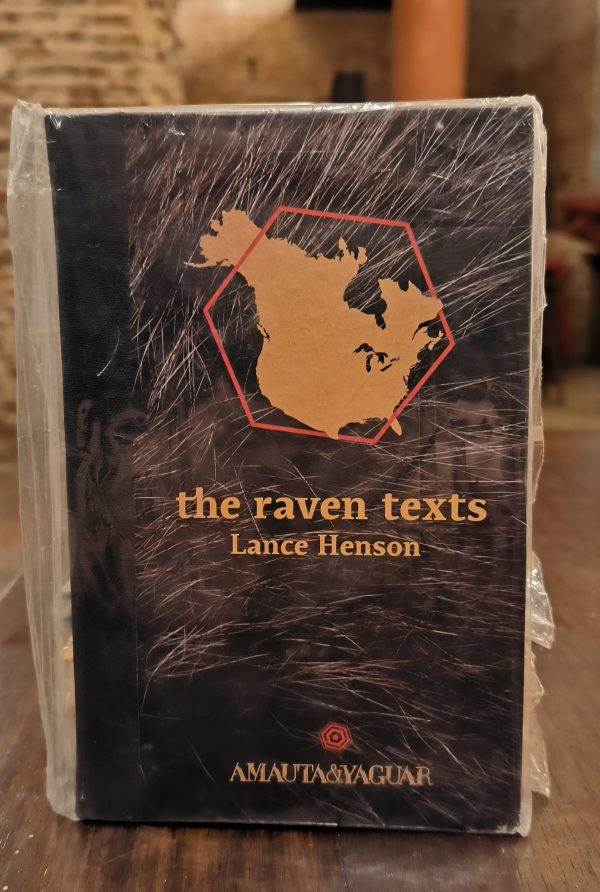 the raven texts
Lance Henson
AMAUTA&YAGUAR